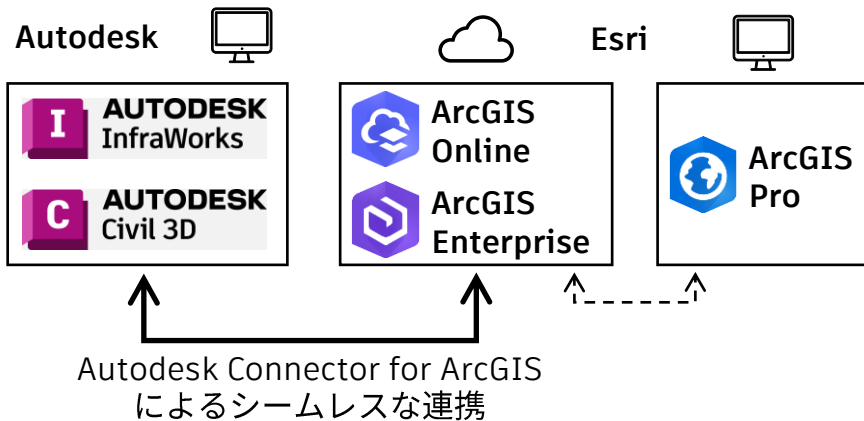 Autodesk
Esri
I
AUTODESK
InfraWorks
C
AUTODESK
Civil 3D
ArcGIS
Online
ArcGIS
Enterprise
ArcGIS
Pro
Autodesk Connector for ArcGIS
によるシームレスな連携